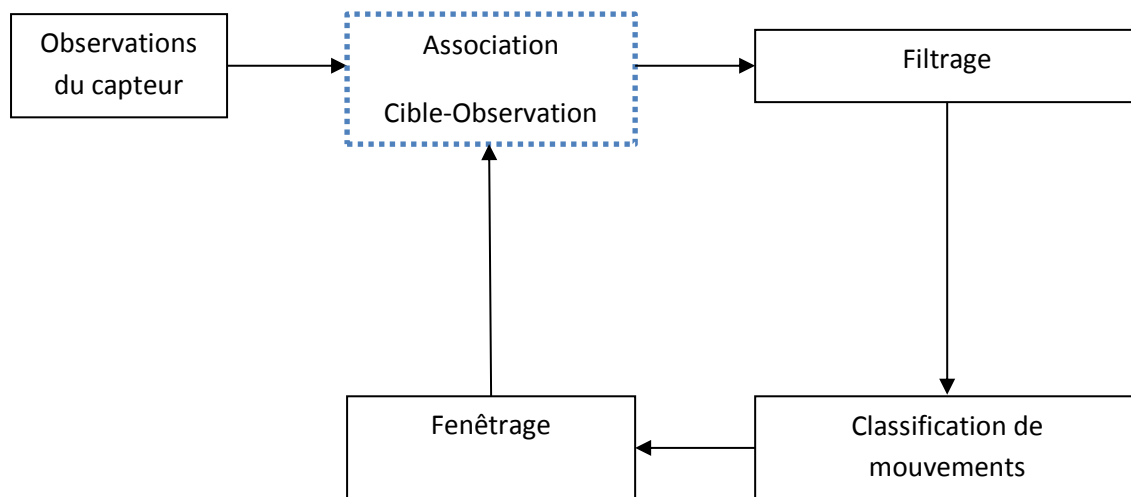 Observations
du capteur
Association
Cible-Observation
Filtrage
Classification de
mouvements
Fenêtrage